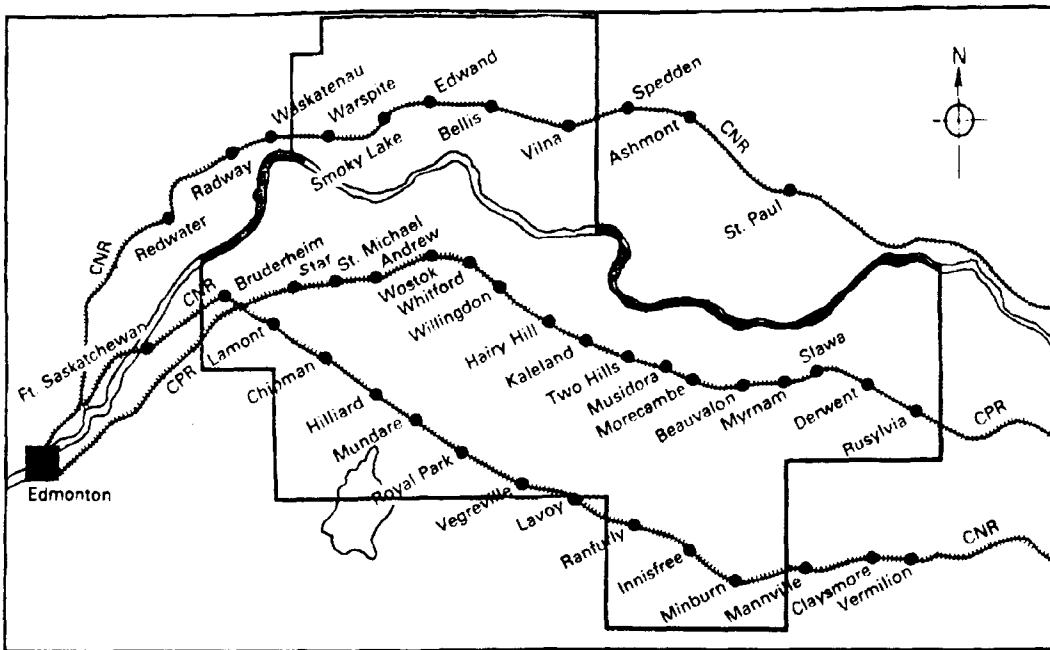 N
Waskatenau
Warspite
Edwand
Spedden
Radway
Smoky Lake
Bellis
Vilna
Ashmont
CNR
St. Paul
Redwater
CNR
Bruderheim
Star
St. Michael
Andrew
CNR
Wostok
Whitford
Willingdon
Ft. Saskatchewan
CPR
Lamont
Chipman
Hairy Hill
Kaleland
Two Hills
Musidora
Morecambe
Beauvalon
Myrnam
Slawa
Derwent
Rusylvia
CPR
Hilliard
Mundare
Royal Park
Vegreville
Lavoy
Edmonton
Ranfurly
Innisfree
Minburn
Mannville
Claysmore
Vermilion
CNR